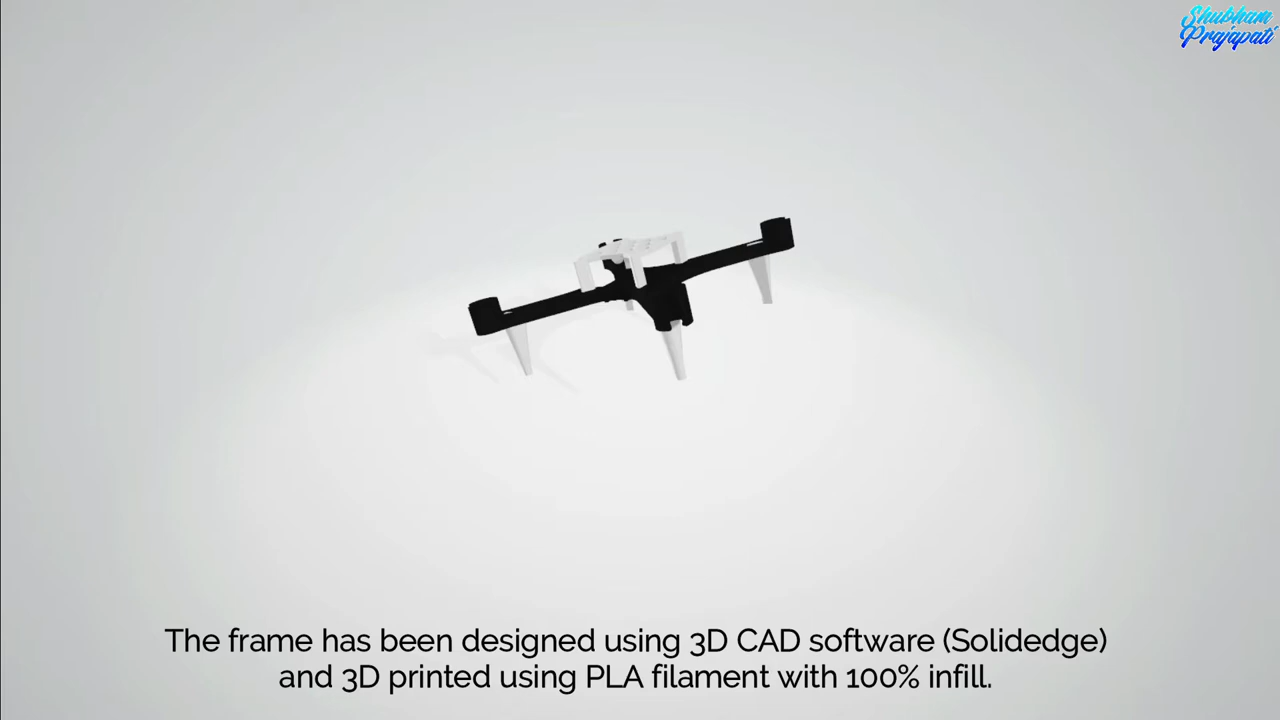 Shubham
Prajapati
The frame has been designed using 3D CAD software (Solidedge)
and 3D printed using PLA filament with 100% infill.